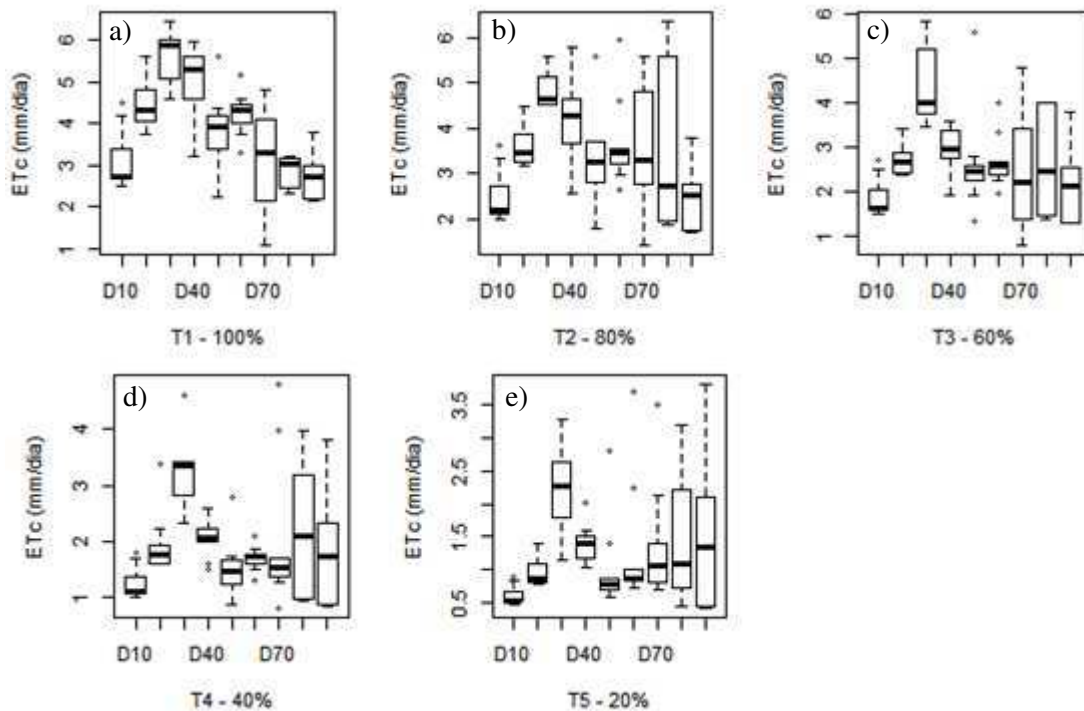 a)
ETc (mm/dia)
6
5
4
3
2
1
D10 D40 D70
T1 - 100%
b)
ETc (mm/dia)
6
5
4
3
2
D10 D40 D70
T2 - 80%
c)
ETc (mm/dia)
6
5
4
3
2
1
D10 D40 D70
T3 - 60%
d)
ETc (mm/dia)
4
3
2
1
D10 D40 D70
T4 - 40%
e)
ETc (mm/dia)
3.5
2.5
1.5
0.5
D10 D40 D70
T5 - 20%